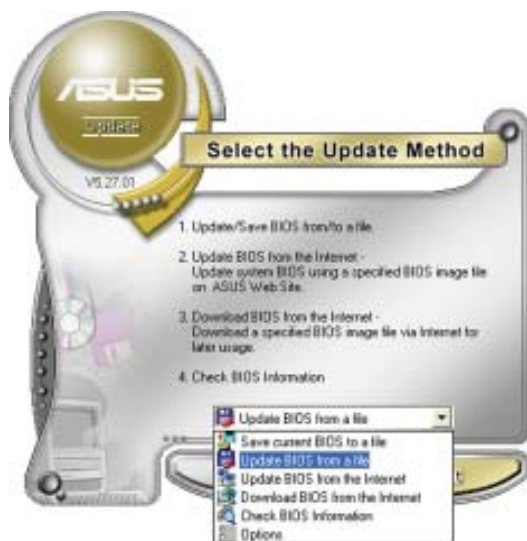 ASUS
Update
V5.27.01
Select the Update Method
1. Update/Save BIOS from/to a file
2. Update BIOS from the Internet -
Update system BIOS using a specified BIOS image file
on ASUS Web Site.
3. Download BIOS from the Internet -
Download a specified BIOS image file via Internet for
later usage.
4. Check BIOS Information
Update BIOS from a file
Save current BIOS to a file
Update BIOS from a file
Update BIOS from the Internet
Download BIOS from the Internet
Check BIOS Information
Options